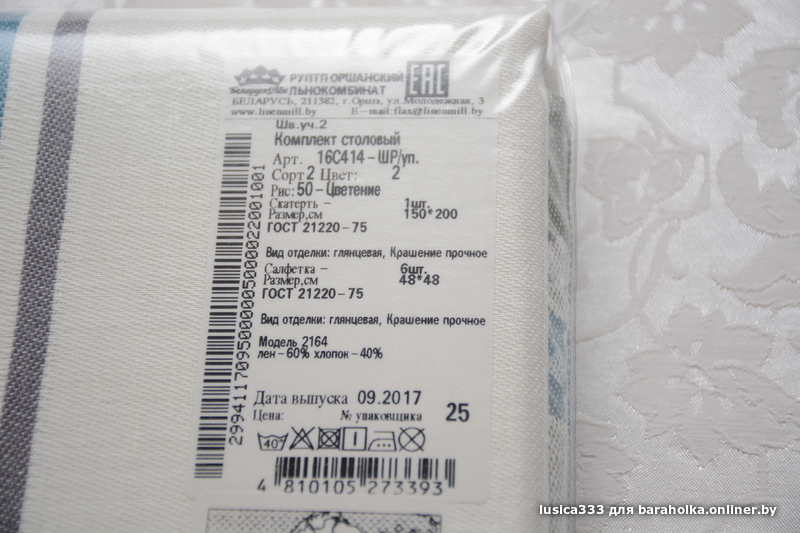 РУПТП ОРШАНСКИЙ
ЛЬНОКОМБИНАТ
EAC
БЕЛАРУСЬ, 211382, г. Орша, ул. Молодежная, 3
www.linenmill.by E-mail:flax@linenmill.by
Шв.уч.2
Комплект столовый
Арт. 16С414-ШР/уп.
Сорт 2 Цвет: 2
Рис: 50-Цветение
Скатерть - 1шт.
Размер,см 150*200
ГОСТ 21220-75
Вид отделки: глянцевая, Крашение прочное
Салфетка - 6шт.
Размер,см 48*48
ГОСТ 21220-75
Вид отделки: глянцевая, Крашение прочное
Модель 2164
лен-60% хлопок-40%
Дата выпуска 09.2017
Цена: № упаковщика 25
40
4 810105 273393
lusica333 для baraholka.onliner.by